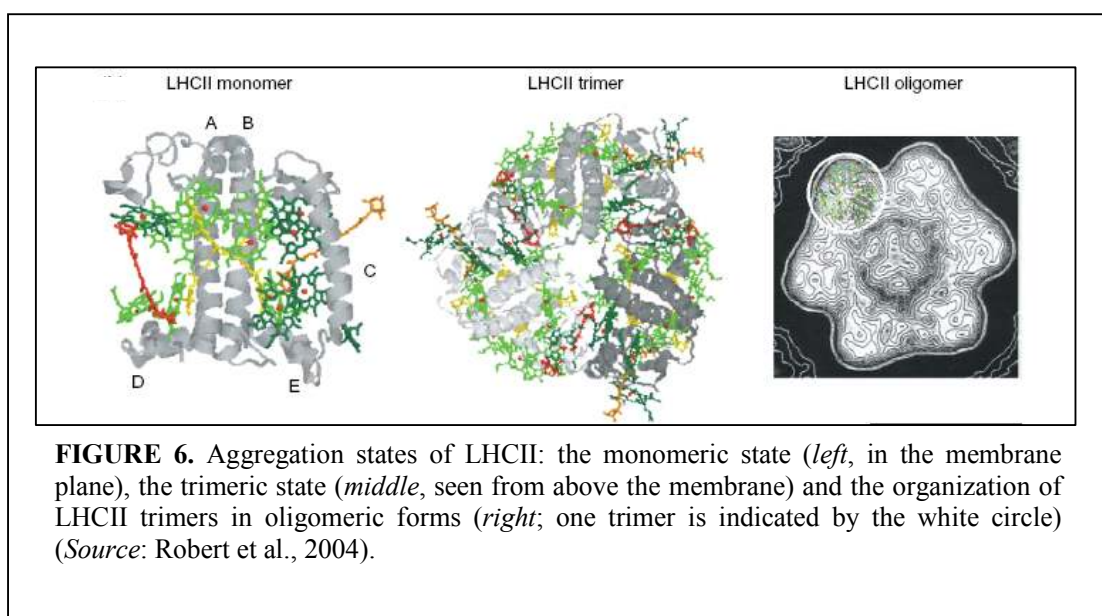 LHCII monomer
LHCII trimer
LHCII oligomer
A B
C
D
E
FIGURE 6. Aggregation states of LHCII: the monomeric state (left, in the membrane
plane), the trimeric state (middle, seen from above the membrane) and the organization of
LHCII trimers in oligomeric forms (right; one trimer is indicated by the white circle)
(Source: Robert et al., 2004).